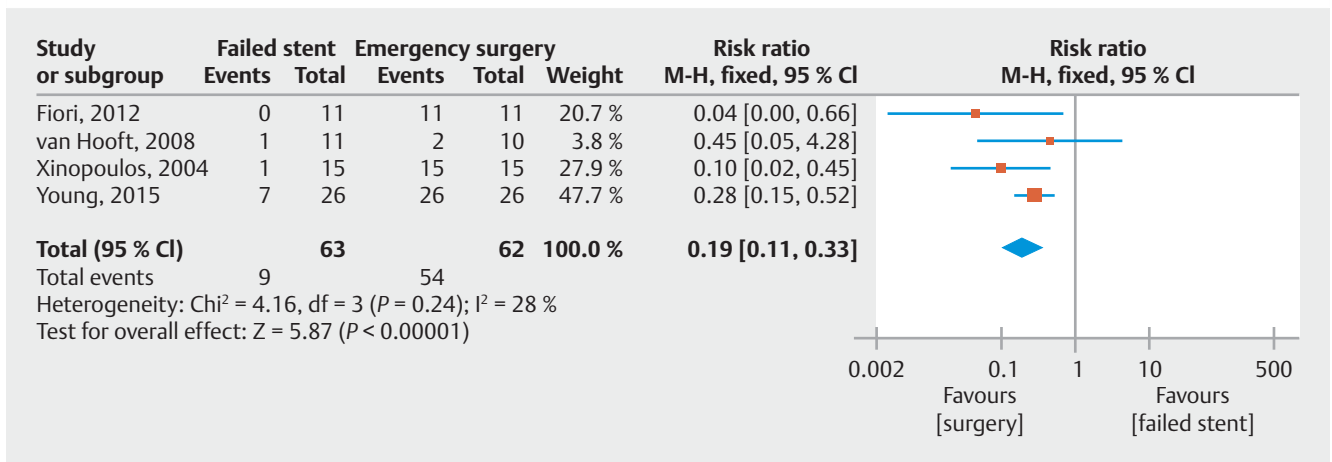 Study Failed stent Emergency surgery Risk ratio Risk ratio
or subgroup Events Total Events Total Weight M-H, fixed, 95 % Cl M-H, fixed, 95 % Cl
Fiori, 2012 0 11 11 11 20.7 % 0.04 [0.00, 0.66]
van Hooft, 2008 1 11 2 10 3.8 % 0.45 [0.05, 4.28]
Xinopoulos, 2004 1 15 15 15 27.9 % 0.10 [0.02, 0.45]
Young, 2015 7 26 26 26 47.7 % 0.28 [0.15, 0.52]
Total (95 % Cl) 63 62 100.0 % 0.19 [0.11, 0.33]
Total events 9 54
Heterogeneity: Chi² = 4.16, df = 3 (P = 0.24); I² = 28 %
Test for overall effect: Z = 5.87 (P < 0.00001)
0.002 0.1 1 10 500
Favours Favours
[surgery] [failed stent]